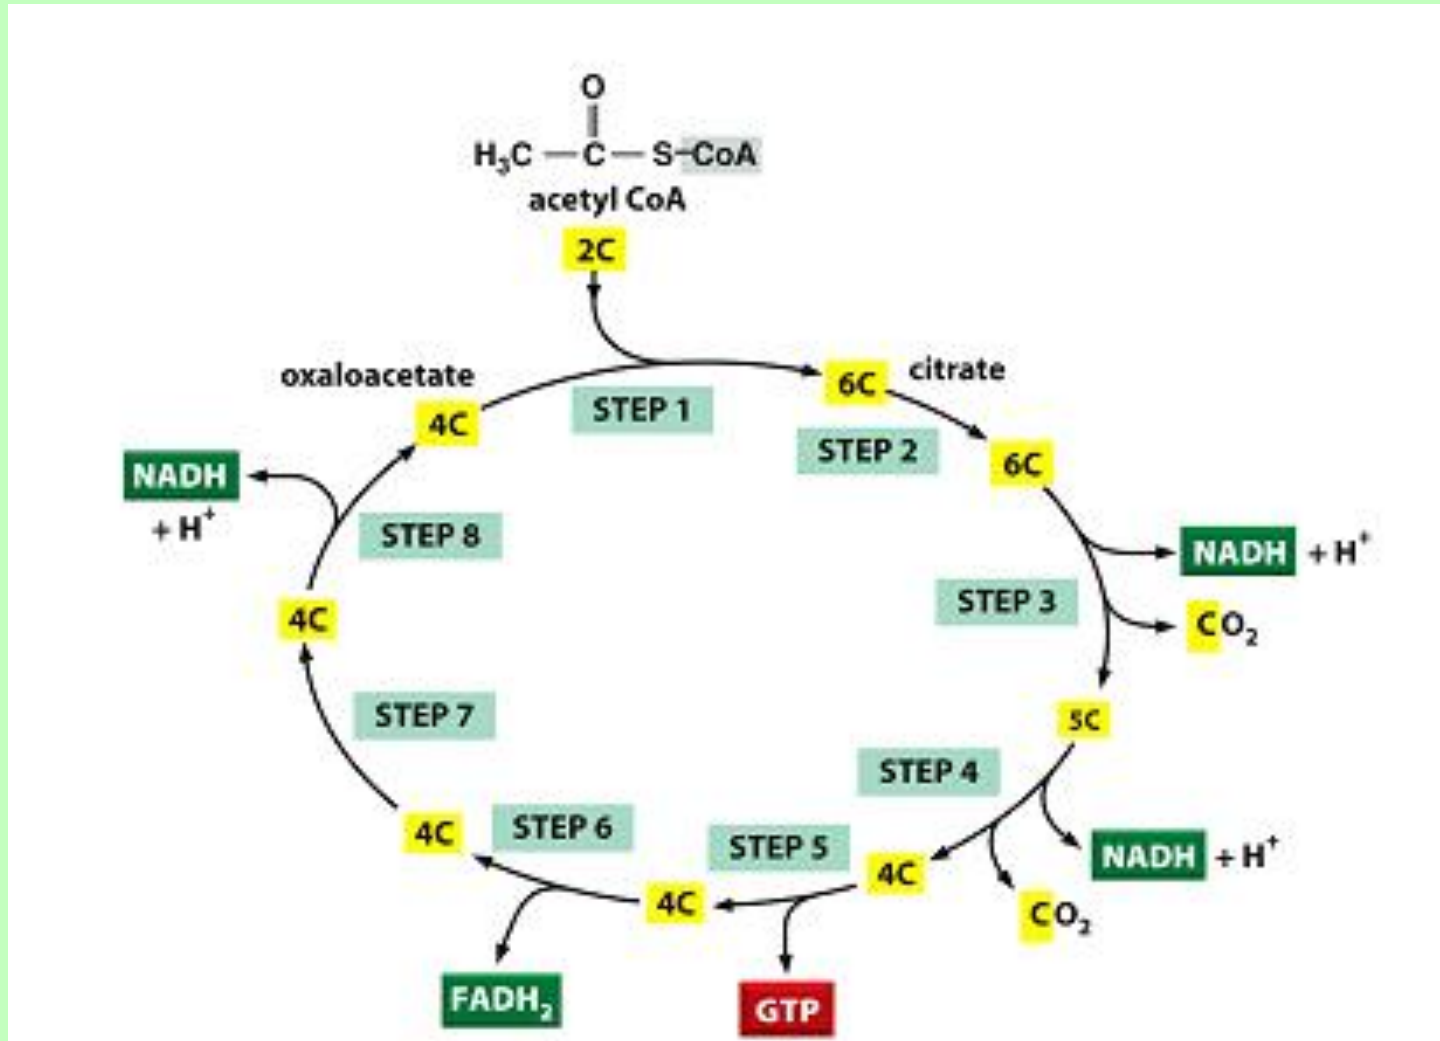 O
H₃C — C — S–CoA
acetyl CoA
2C
oxaloacetate
4C
STEP 1
6C
citrate
STEP 2
6C
NADH
+ H⁺
STEP 8
NADH + H⁺
STEP 3
CO₂
4C
STEP 7
5C
STEP 4
4C
STEP 6
STEP 5
4C
NADH + H⁺
4C
CO₂
FADH₂
GTP